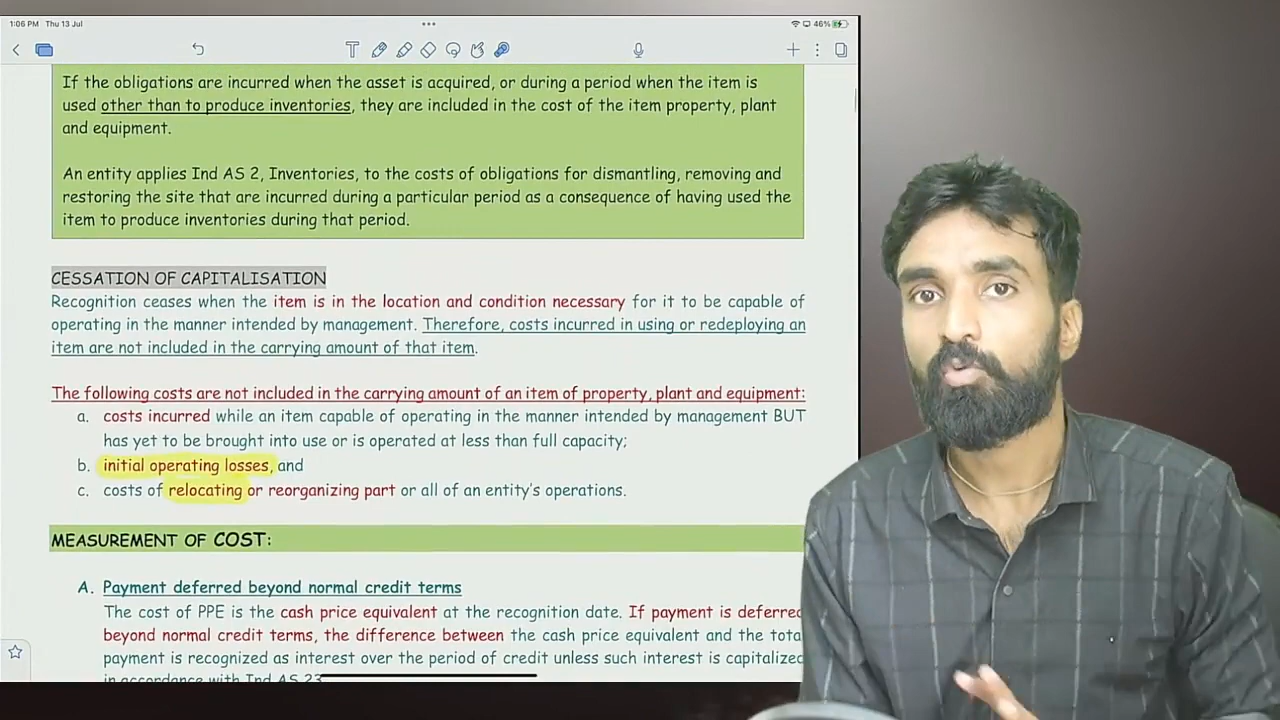 1:06 PM Thu 13 Jul
46%
If the obligations are incurred when the asset is acquired, or during a period when the item is
used other than to produce inventories, they are included in the cost of the item property, plant
and equipment.
An entity applies Ind AS 2, Inventories, to the costs of obligations for dismantling, removing and
restoring the site that are incurred during a particular period as a consequence of having used the
item to produce inventories during that period.
CESSATION OF CAPITALISATION
Recognition ceases when the item is in the location and condition necessary for it to be capable of
operating in the manner intended by management. Therefore, costs incurred in using or redeploying an
item are not included in the carrying amount of that item.
The following costs are not included in the carrying amount of an item of property, plant and equipment:
a. costs incurred while an item capable of operating in the manner intended by management BUT
has yet to be brought into use or is operated at less than full capacity;
b. initial operating losses, and
c. costs of relocating or reorganizing part or all of an entity's operations.
MEASUREMENT OF COST:
A. Payment deferred beyond normal credit terms
The cost of PPE is the cash price equivalent at the recognition date. If payment is deferred
beyond normal credit terms, the difference between the cash price equivalent and the total
payment is recognized as interest over the period of credit unless such interest is capitalized
in accordance with Ind AS 23